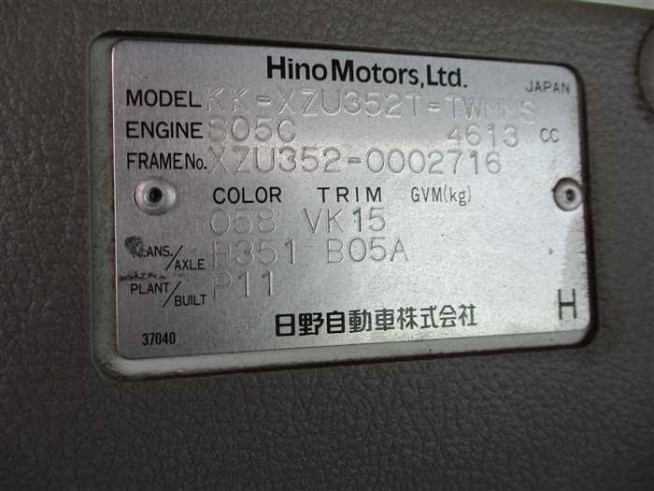 Hino Motors, Ltd.
JAPAN
MODEL KK-XZU352T-TWMMS
ENGINE S05C 4613 CC
FRAME No. XZU352-0002716
COLOR TRIM GVM(kg)
058 VK15
TRANS./AXLE H351 B05A
PLANT/BUILT P11
日野自動車株式会社
37040
H